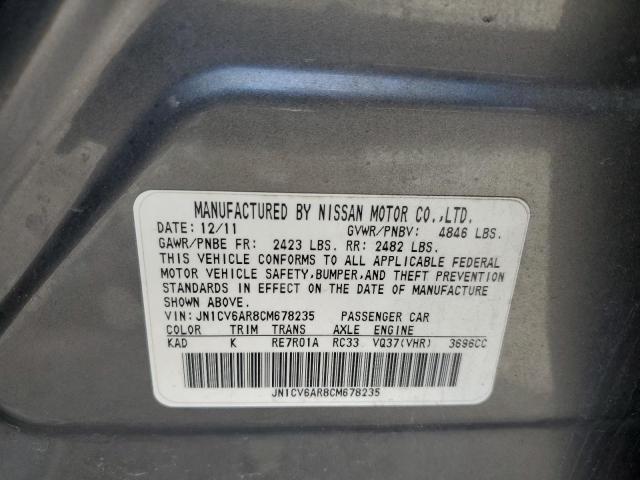 MANUFACTURED BY NISSAN MOTOR CO.,LTD.
DATE: 12/11 GVWR/PNBV: 4846 LBS.
GAWR/PNBE FR: 2423 LBS. RR: 2482 LBS.
THIS VEHICLE CONFORMS TO ALL APPLICABLE FEDERAL
MOTOR VEHICLE SAFETY,BUMPER,AND THEFT PREVENTION
STANDARDS IN EFFECT ON THE DATE OF MANUFACTURE
SHOWN ABOVE.
VIN: JN1CV6AR8CM678235 PASSENGER CAR
COLOR TRIM TRANS AXLE ENGINE
KAD K RE7R01A RC33 VQ37(VHR) 3696CC
JN1CV6AR8CM678235